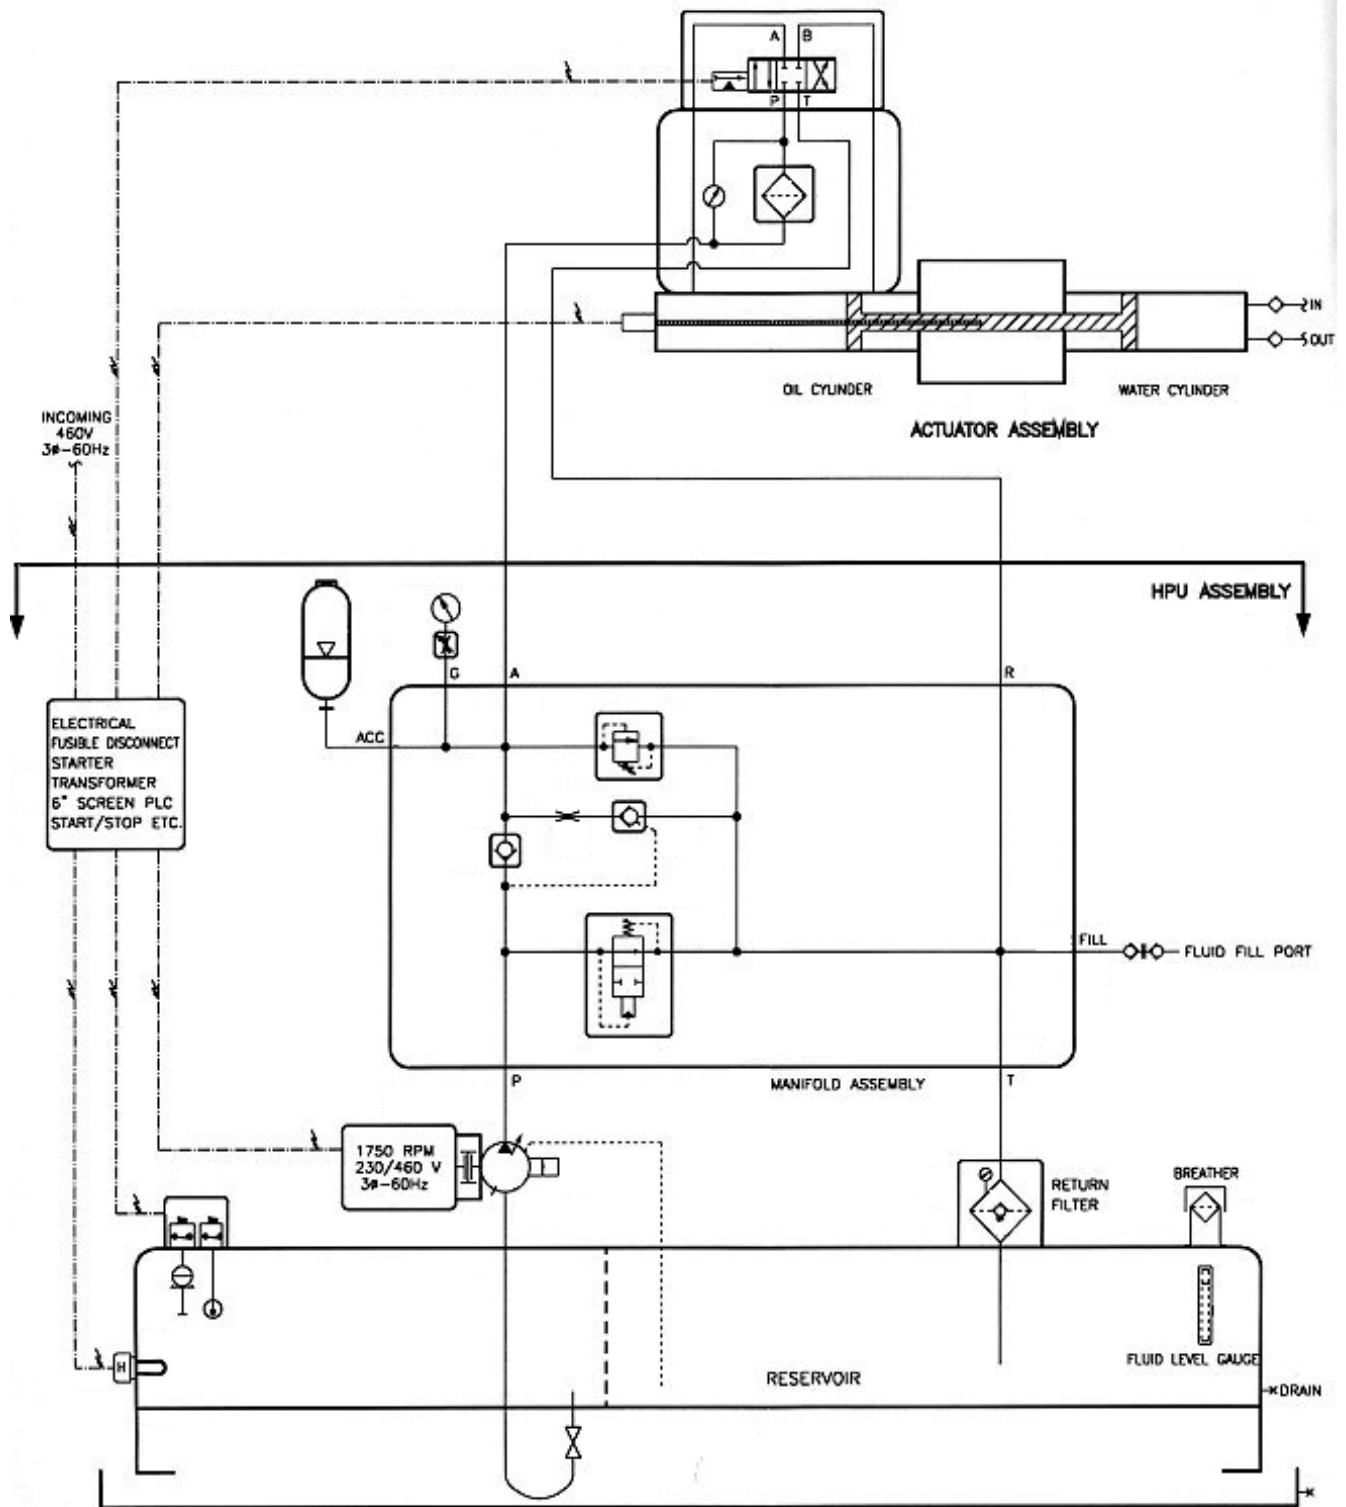 A B
P T
IN
OUT
OIL CYLINDER
WATER CYLINDER
ACTUATOR ASSEMBLY
INCOMING
460V
3ø-60Hz
HPU ASSEMBLY
G
A
R
ACC
ELECTRICAL
FUSIBLE DISCONNECT
STARTER
TRANSFORMER
6" SCREEN PLC
START/STOP ETC.
FILL
FLUID FILL PORT
P
MANIFOLD ASSEMBLY
T
1750 RPM
230/460 V
3ø-60Hz
RETURN
FILTER
BREATHER
H
RESERVOIR
FLUID LEVEL GAUGE
DRAIN